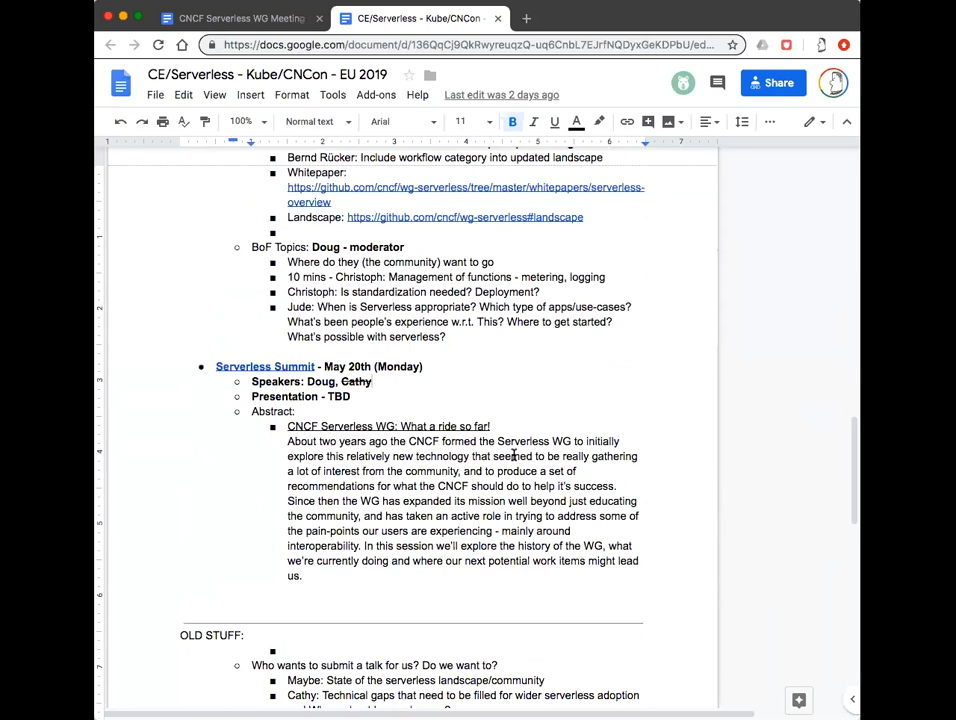 CNCF Serverless WG Meeting
CE/Serverless - Kube/CNCon -
https://docs.google.com/document/d/136QqCj9QkRwyreuqzQ-uq6CnbL7EJrfNQDyxGeKDPbU/ed...
CE/Serverless - Kube/CNCon - EU 2019
File Edit View Insert Format Tools Add-ons Help Last edit was 2 days ago
Share
100% Normal text Arial 11 B I U A
1 1 2 3 4 5 6 7
Bernd Rücker: Include workflow category into updated landscape
Whitepaper:
https://github.com/cncf/wg-serverless/tree/master/whitepapers/serverless-
overview
Landscape: https://github.com/cncf/wg-serverless#landscape
BoF Topics: Doug - moderator
Where do they (the community) want to go
10 mins - Christoph: Management of functions - metering, logging
Christoph: Is standardization needed? Deployment?
Jude: When is Serverless appropriate? Which type of apps/use-cases?
What's been people's experience w.r.t. This? Where to get started?
What's possible with serverless?
Serverless Summit - May 20th (Monday)
Speakers: Doug, Cathy
Presentation - TBD
Abstract:
CNCF Serverless WG: What a ride so far!
About two years ago the CNCF formed the Serverless WG to initially
explore this relatively new technology that seemed to be really gathering
a lot of interest from the community, and to produce a set of
recommendations for what the CNCF should do to help it's success.
Since then the WG has expanded its mission well beyond just educating
the community, and has taken an active role in trying to address some of
the pain-points our users are experiencing - mainly around
interoperability. In this session we'll explore the history of the WG, what
we're currently doing and where our next potential work items might lead
us.
OLD STUFF:
Who wants to submit a talk for us? Do we want to?
Maybe: State of the serverless landscape/community
Cathy: Technical gaps that need to be filled for wider serverless adoption